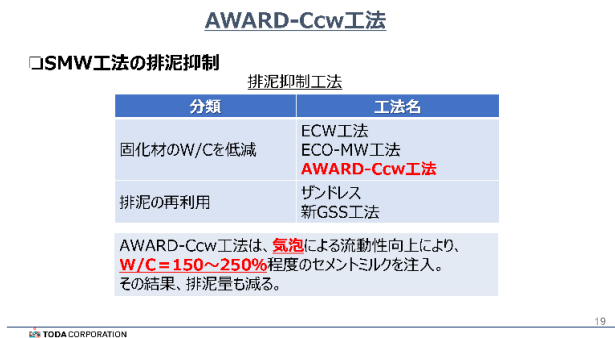 AWARD-Ccw工法
❏SMW工法の排泥抑制
排泥抑制工法
分類 工法名
固化材のW/Cを低減
ECW工法
ECO-MW工法
AWARD-Ccw工法
排泥の再利用
ザンドレス
新GSS工法
AWARD-Ccw工法は、気泡による流動性向上により、
W/C=150～250%程度のセメントミルクを注入。
その結果、排泥量も減る。
19
TODA CORPORATION